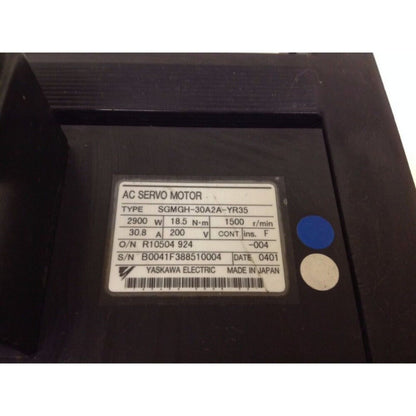 AC SERVO MOTOR
TYPE SGMGH-30A2A-YR35
2900 W 18.5 N·m 1500 r/min
30.8 A 200 V CONT ins. F
O/N R10504 924 -004
S/N B0041F388510004 DATE 0401
YASKAWA ELECTRIC MADE IN JAPAN